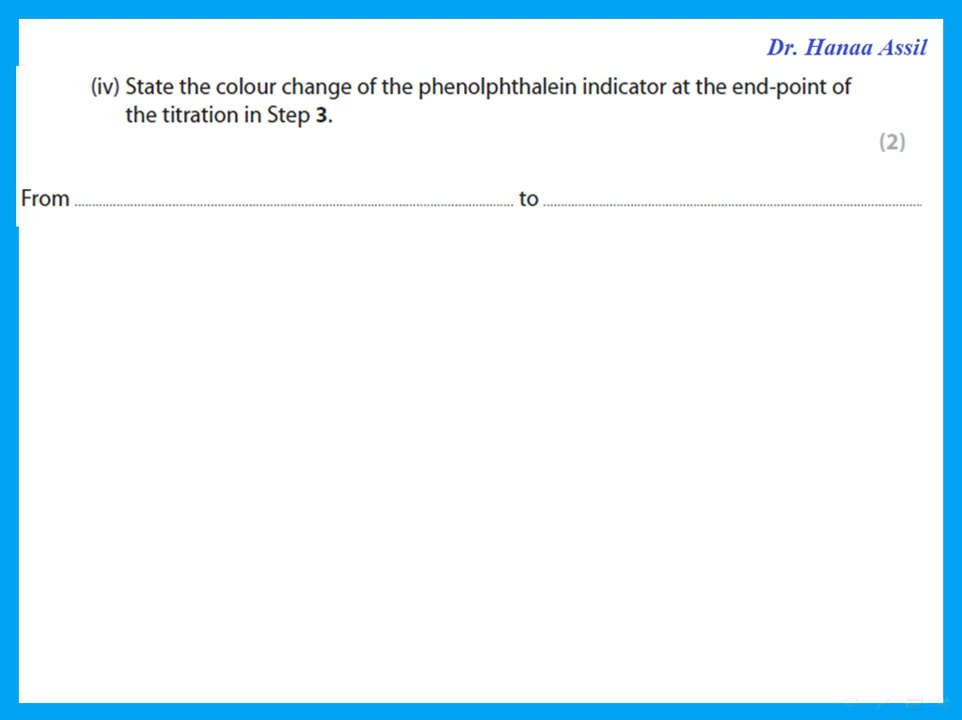 Dr. Hanaa Assil
(iv) State the colour change of the phenolphthalein indicator at the end-point of
the titration in Step 3.
(2)
From ........................................ to ........................................